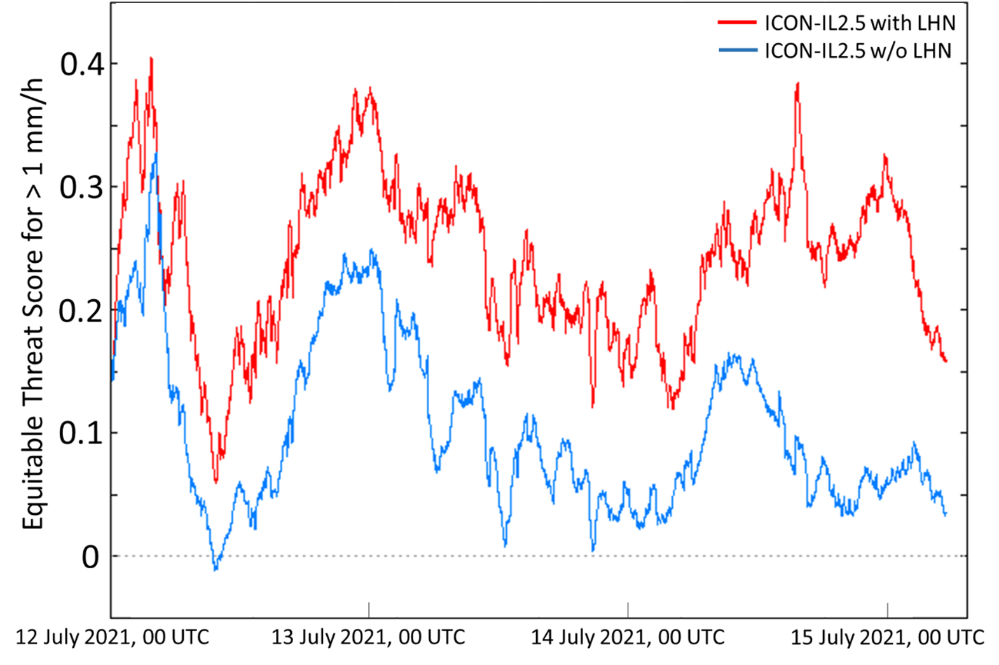 ICON-IL2.5 with LHN
ICON-IL2.5 w/o LHN
Equitable Threat Score for > 1 mm/h
0.4
0.3
0.2
0.1
0
12 July 2021, 00 UTC
13 July 2021, 00 UTC
14 July 2021, 00 UTC
15 July 2021, 00 UTC